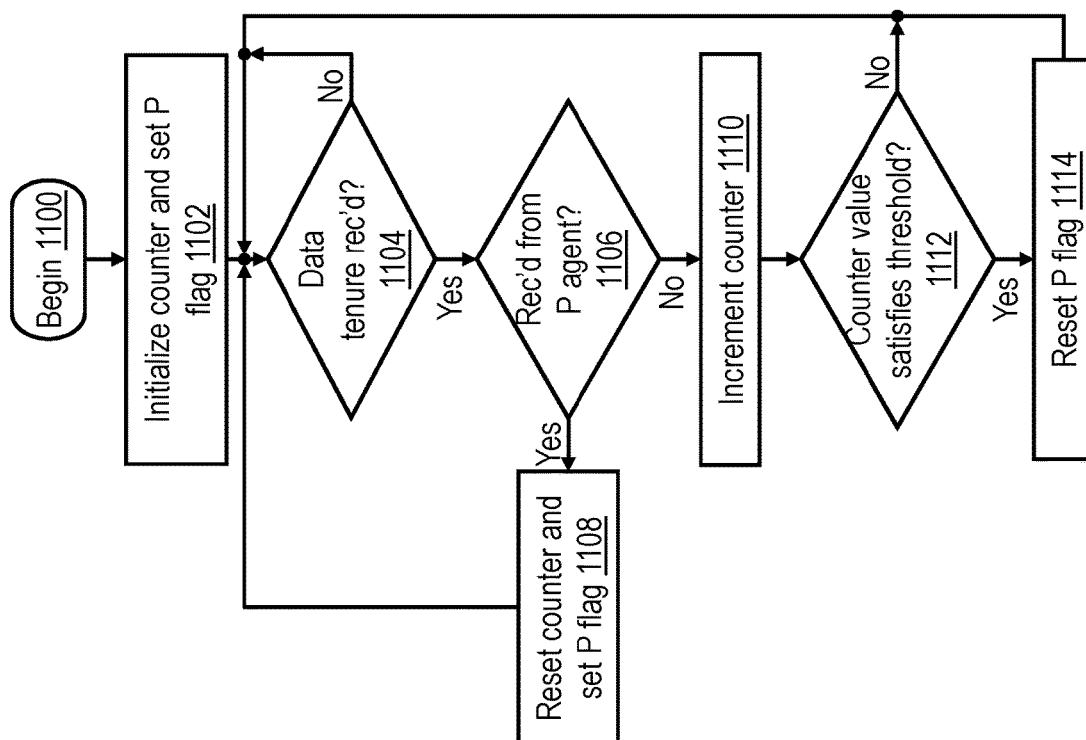 Begin 1100
Initialize counter and set P
flag 1102
Data
tenure rec'd?
1104
No
Yes
Rec'd from
P agent?
1106
Yes
No
Reset counter and
set P flag 1108
Increment counter 1110
Counter value
satisfies threshold?
1112
No
Yes
Reset P flag 1114